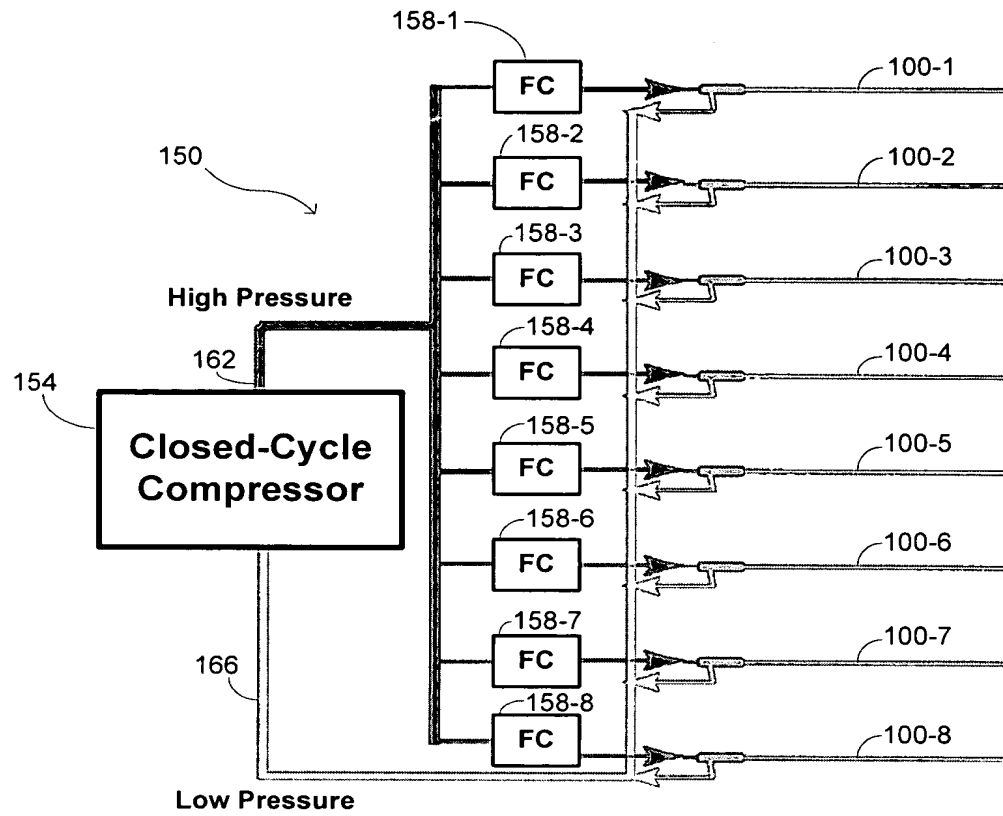 158-1
FC
100-1
158-2
FC
100-2
150
158-3
FC
100-3
High Pressure
158-4
FC
100-4
162
154
Closed-Cycle
Compressor
158-5
FC
100-5
158-6
FC
100-6
158-7
FC
100-7
166
158-8
FC
100-8
Low Pressure